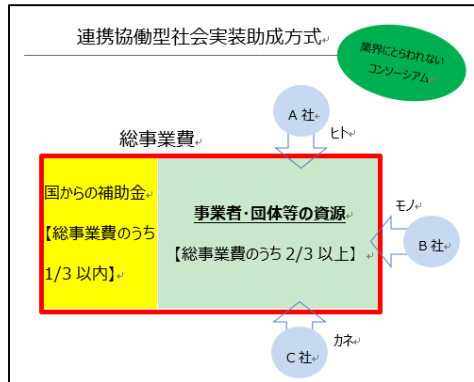 連携協働型社会実装助成方式
業界にとらわれない
コンソーシアム
A 社
ヒト
総事業費
国からの補助金
【総事業費のうち
1/3 以内】
事業者・団体等の資源
【総事業費のうち 2/3 以上】
モノ
B 社
カネ
C 社